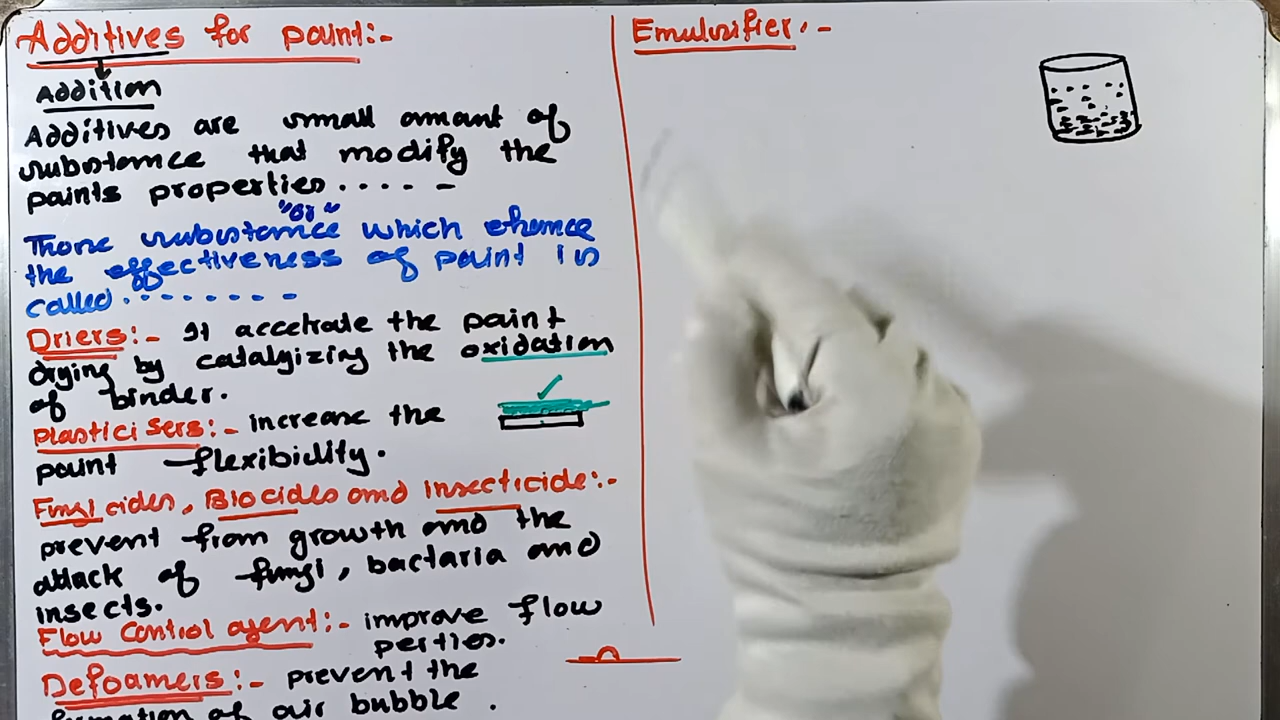 Additives for paint:-
Addition
Additives are small amount of
substance that modify the
paints properties . . . . -
"or"
Those substance which ehance
the effectiveness of paint is
called - - - - - - - -
Driers:- It accelrate the paint
drying by catalyizing the oxidation
of binder.
Plasticisers:- increase the
paint flexibility.
Fungicides, Biocides and insecticide:-
prevent from growth and the
attack of fungi, bactaria and
insects.
Flow Control agent:- improve flow
perties.
Defoamers:- prevent the
formation of air bubble .
Emulsifier:-